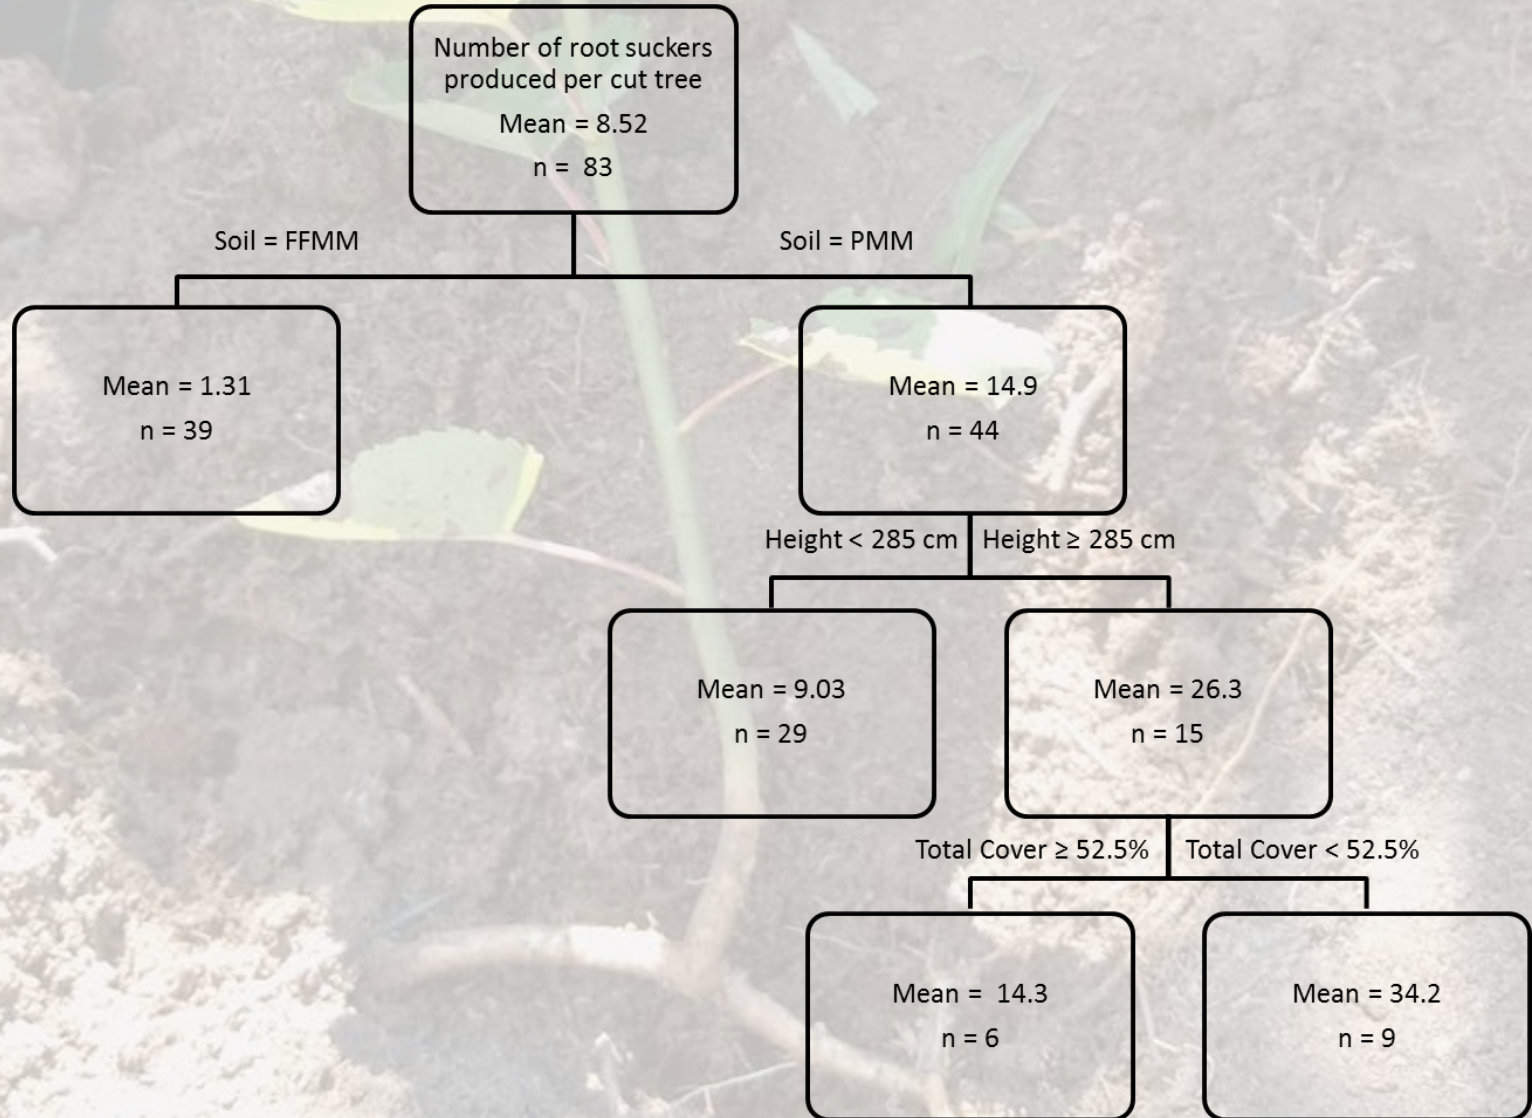 Number of root suckers
produced per cut tree
Mean = 8.52
n =  83
Soil = FFMM
Soil = PMM
Mean = 1.31
n = 39
Mean = 14.9
n = 44
Height < 285 cm
Height ≥ 285 cm
Mean = 9.03
n = 29
Mean = 26.3
n = 15
Total Cover ≥ 52.5%
Total Cover < 52.5%
Mean =  14.3
n = 6
Mean = 34.2
n = 9